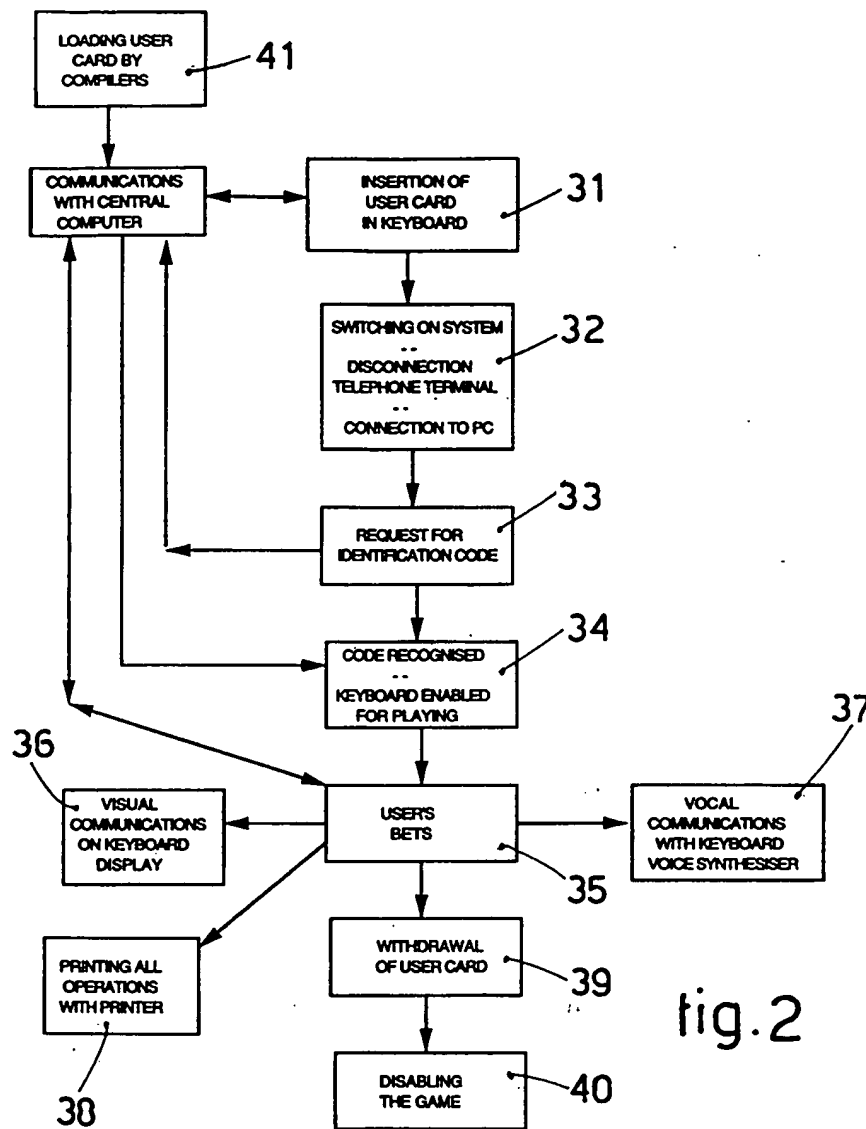 LOADING USER
CARD BY
COMPILERS
41
COMMUNICATIONS
WITH CENTRAL
COMPUTER
INSERTION OF
USER CARD
IN KEYBOARD
31
SWITCHING ON SYSTEM
--
DISCONNECTION
TELEPHONE TERMINAL
--
CONNECTION TO PC
32
REQUEST FOR
IDENTIFICATION CODE
33
CODE RECOGNISED
--
KEYBOARD ENABLED
FOR PLAYING
34
36
VISUAL
COMMUNICATIONS
ON KEYBOARD
DISPLAY
USER'S
BETS
35
37
VOCAL
COMMUNICATIONS
WITH KEYBOARD
VOICE SYNTHESISER
PRINTING ALL
OPERATIONS
WITH PRINTER
38
WITHDRAWAL
OF USER CARD
39
DISABLING
THE GAME
40
fig.2